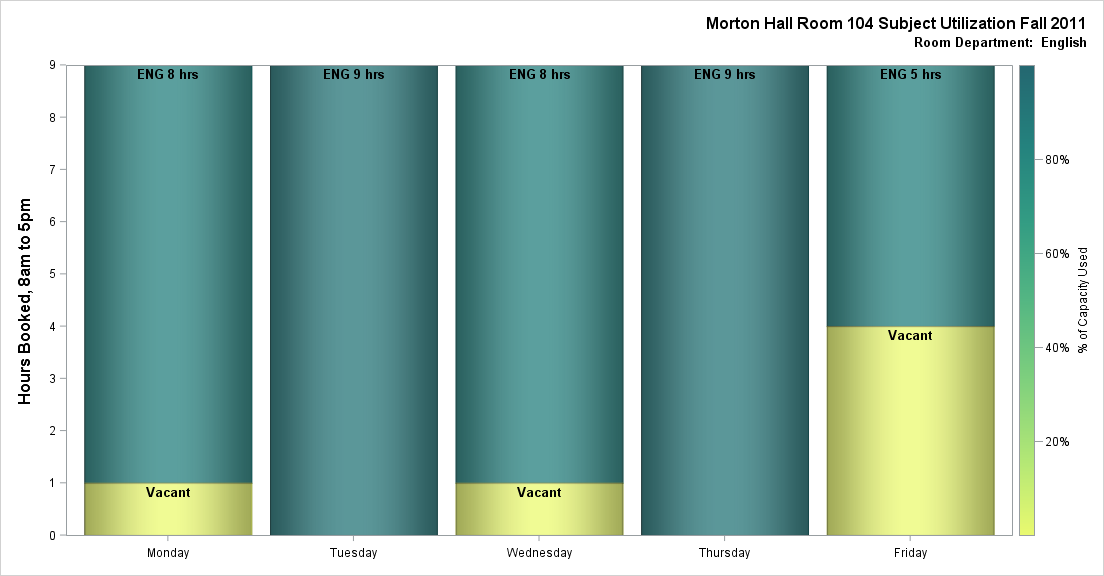 Morton Hall Room 104 Subject Utilization Fall 2011
Room Department: English
Hours Booked, 8am to 5pm
9
8
7
6
5
4
3
2
1
0
ENG 8 hrs
ENG 9 hrs
ENG 8 hrs
ENG 9 hrs
ENG 5 hrs
Vacant
Vacant
Vacant
Monday
Tuesday
Wednesday
Thursday
Friday
80%
60%
40%
20%
% of Capacity Used